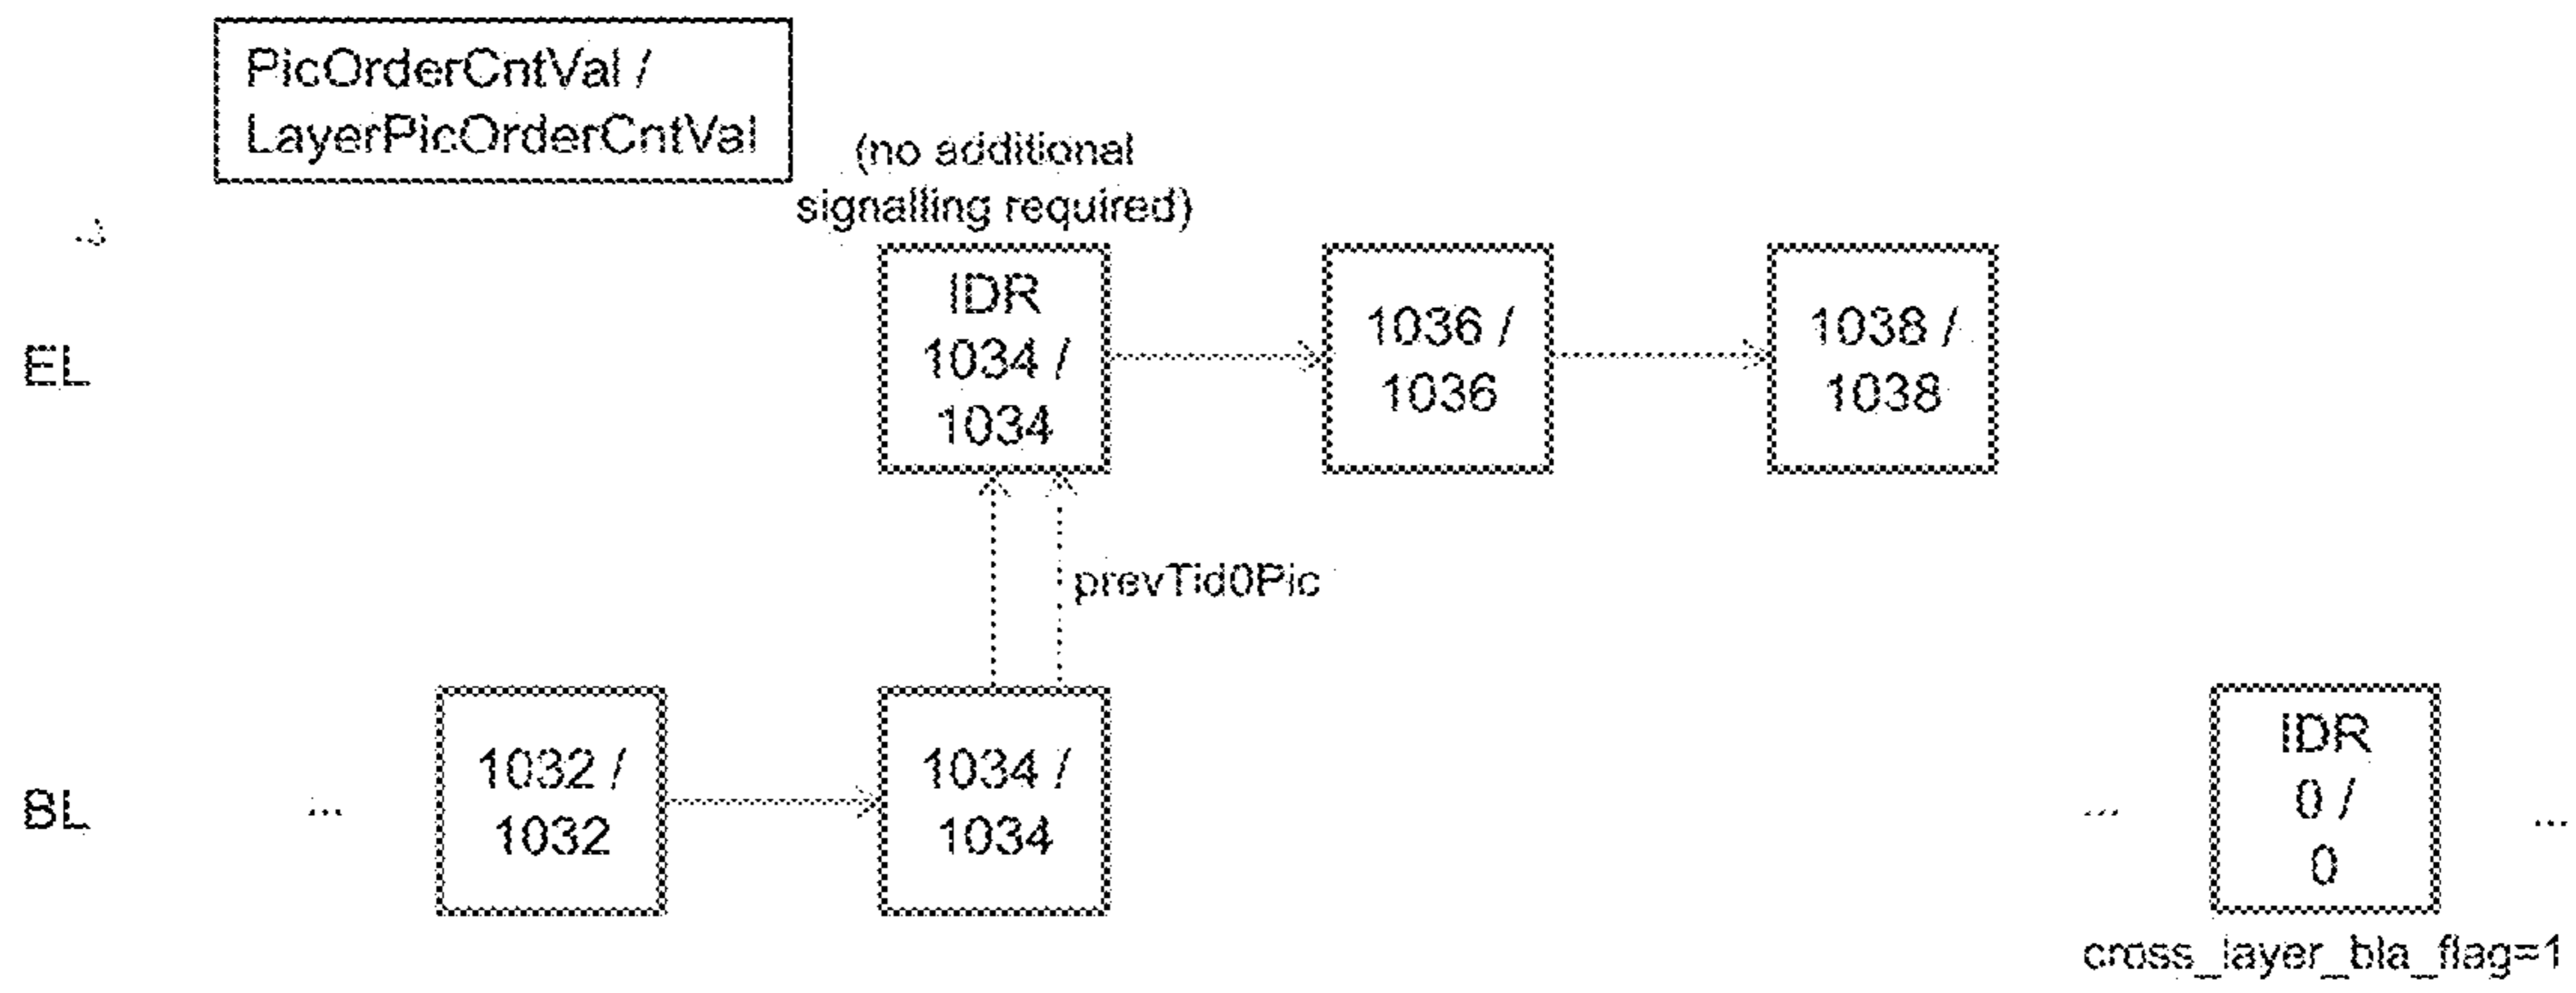 PicOrderCntVal /
LayerPicOrderCntVal
(no additional
signalling required)
EL
IDR
1034 /
1034
1036 /
1036
1038 /
1038
prevTid0Pic
BL
...
1032 /
1032
1034 /
1034
...
IDR
0 /
0
...
cross_layer_bla_flag=1